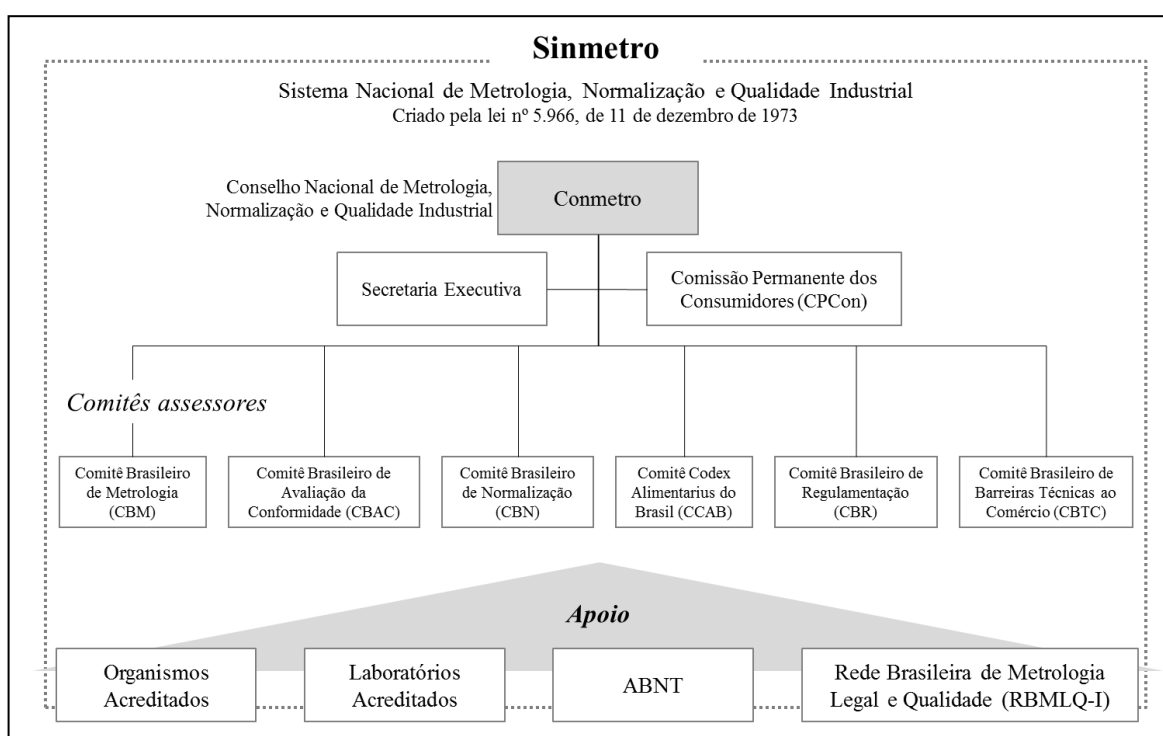 Sinmetro
Sistema Nacional de Metrologia, Normalização e Qualidade Industrial
Criado pela lei nº 5.966, de 11 de dezembro de 1973
Conselho Nacional de Metrologia,
Normalização e Qualidade Industrial
Conmetro
Secretaria Executiva
Comissão Permanente dos
Consumidores (CPCon)
Comitês assessores
Comitê Brasileiro
de Metrologia
(CBM)
Comitê Brasileiro de
Avaliação da
Conformidade (CBAC)
Comitê Brasileiro
de Normalização
(CBN)
Comitê Codex
Alimentarius do
Brasil (CCAB)
Comitê Brasileiro de
Regulamentação
(CBR)
Comitê Brasileiro de
Barreiras Técnicas ao
Comércio (CBTC)
Apoio
Organismos
Acreditados
Laboratórios
Acreditados
ABNT
Rede Brasileira de Metrologia
Legal e Qualidade (RBMLQ-I)